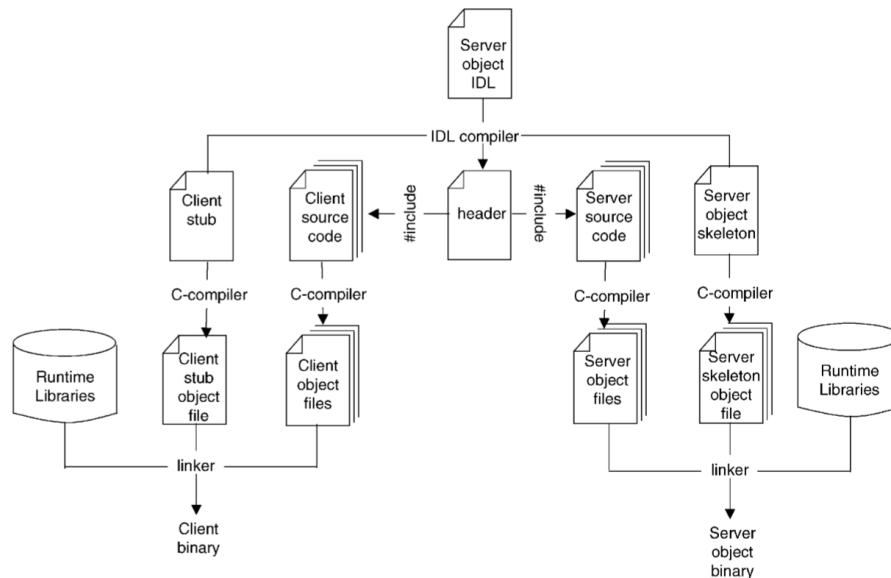 Server
object
IDL
IDL compiler
Client
stub
Client
source
code
#include
header
#include
Server
source
code
Server
object
skeleton
C-compiler
C-compiler
C-compiler
C-compiler
Runtime
Libraries
Client
stub
object
file
Client
object
files
Server
object
files
Server
skeleton
object
file
Runtime
Libraries
linker
linker
Client
binary
Server
object
binary